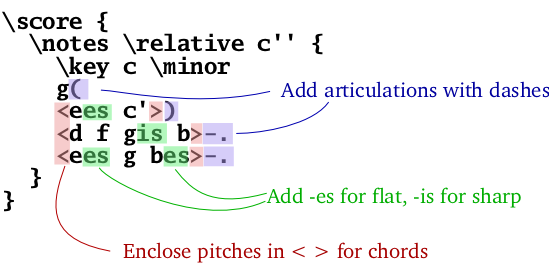 \score {
\notes \relative c'' {
\key c \minor
g(
Add articulations with dashes
<ees c'>)
<d f gis b>-.
<ees g bes>-.
}
Add -es for flat, -is for sharp
}
Enclose pitches in < > for chords